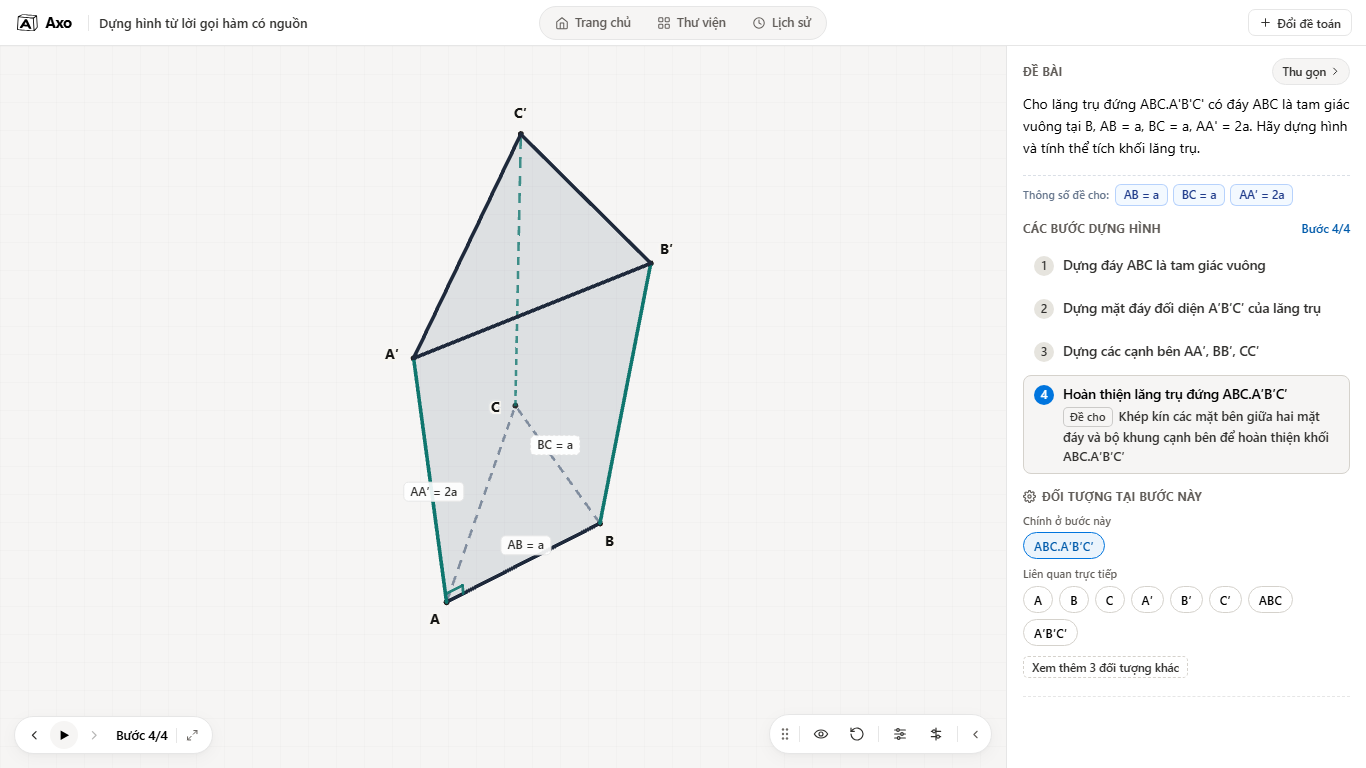 Axo
Dựng hình từ lời gọi hàm có nguồn
Trang chủ
Thư viện
Lịch sử
Đổi đề toán
C′
B′
A′
C
BC = a
AA′ = 2a
AB = a
B
A
Bước 4/4
ĐỀ BÀI
Thu gọn
Cho lăng trụ đứng ABC.A'B'C' có đáy ABC là tam giác
vuông tại B, AB = a, BC = a, AA' = 2a. Hãy dựng hình
và tính thể tích khối lăng trụ.
Thông số đề cho:
AB = a
BC = a
AA′ = 2a
CÁC BƯỚC DỰNG HÌNH
Bước 4/4
1 Dựng đáy ABC là tam giác vuông
2 Dựng mặt đáy đối diện A′B′C′ của lăng trụ
3 Dựng các cạnh bên AA′, BB′, CC′
4 Hoàn thiện lăng trụ đứng ABC.A′B′C′
Đề cho Khép kín các mặt bên giữa hai mặt
đáy và bộ khung cạnh bên để hoàn thiện khối
ABC.A′B′C′
ĐỐI TƯỢNG TẠI BƯỚC NÀY
Chính ở bước này
ABC.A′B′C′
Liên quan trực tiếp
A B C A′ B′ C′ ABC
A′B′C′
Xem thêm 3 đối tượng khác